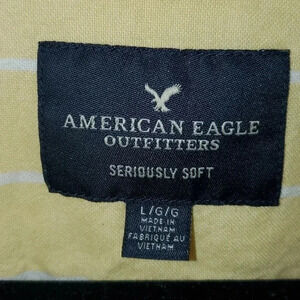 AMERICAN EAGLE
OUTFITTERS
SERIOUSLY SOFT
L/G/G
MADE IN
VIETNAM
FABRIQUÉ AU
VIETNAM